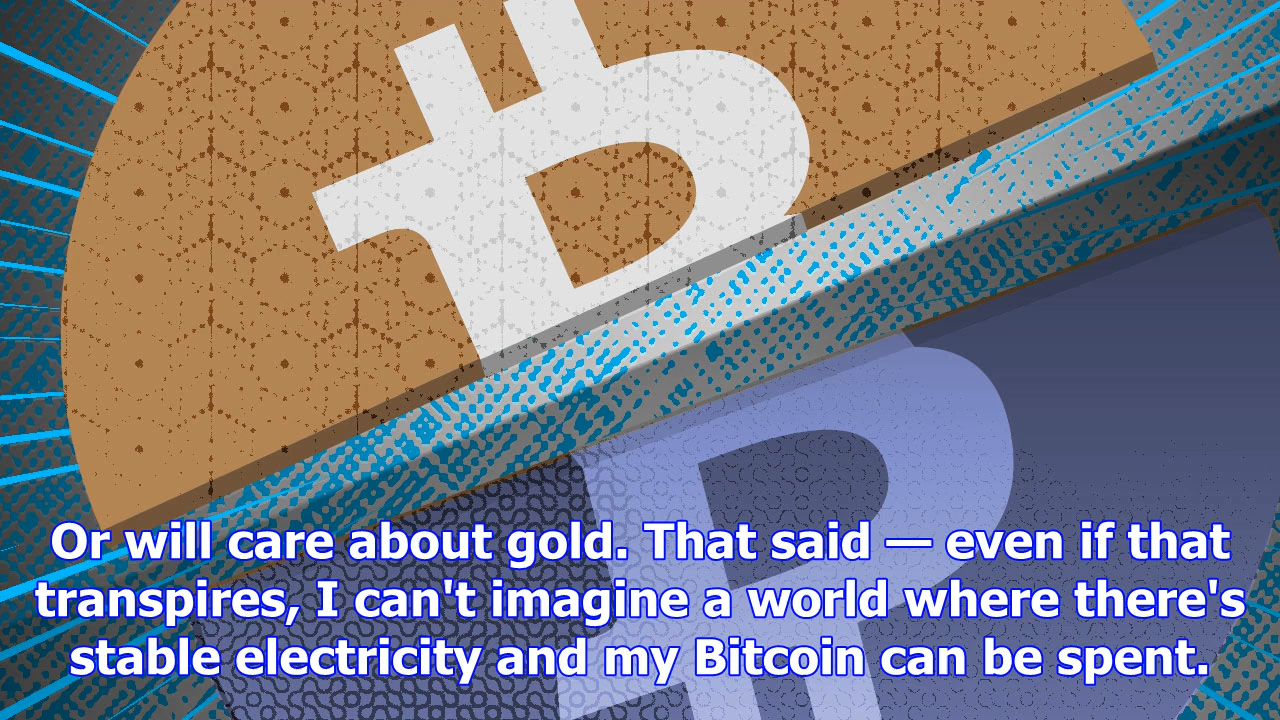 Or will care about gold. That said — even if that
transpires, I can't imagine a world where there's
stable electricity and my Bitcoin can be spent.